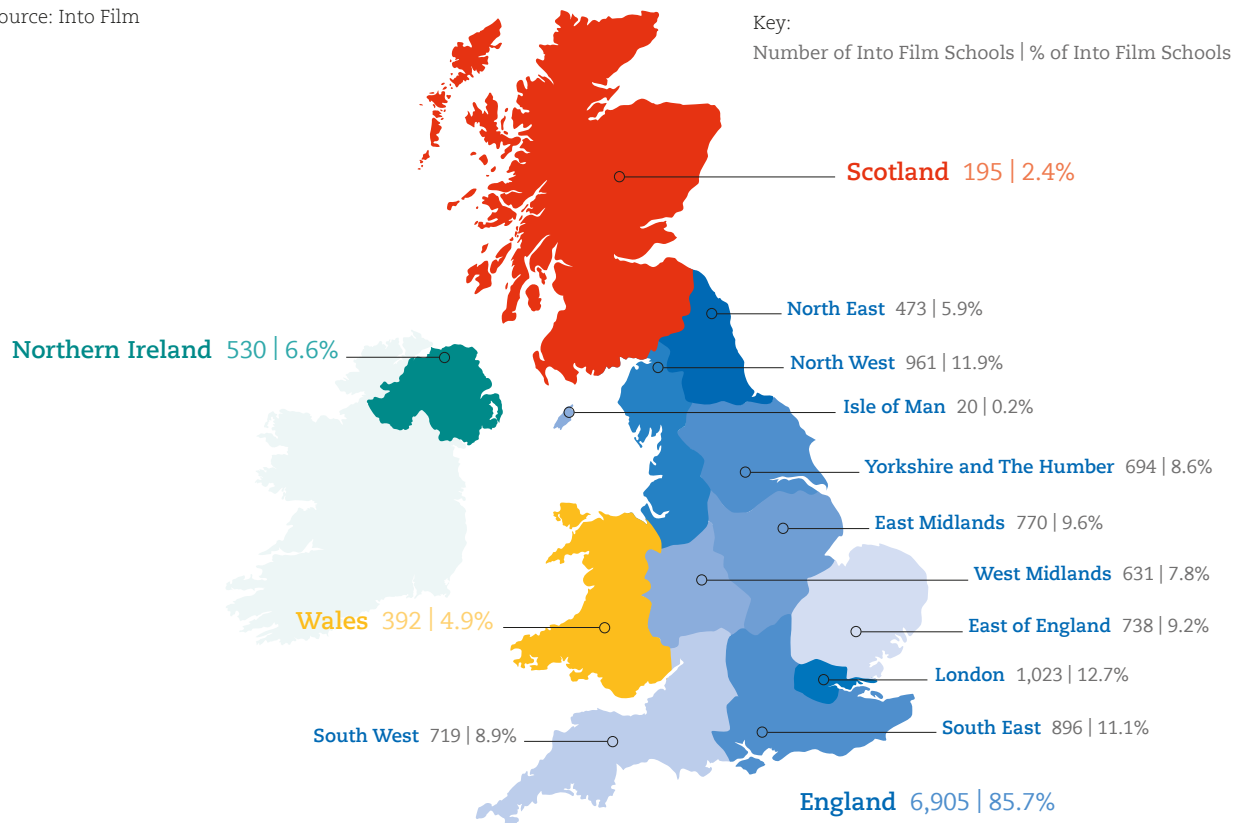 ource: Into Film
Key:
Number of Into Film Schools | % of Into Film Schools
Scotland 195 | 2.4%
North East 473 | 5.9%
Northern Ireland 530 | 6.6%
North West 961 | 11.9%
Isle of Man 20 | 0.2%
Yorkshire and The Humber 694 | 8.6%
East Midlands 770 | 9.6%
West Midlands 631 | 7.8%
Wales 392 | 4.9%
East of England 738 | 9.2%
London 1,023 | 12.7%
South West 719 | 8.9%
South East 896 | 11.1%
England 6,905 | 85.7%